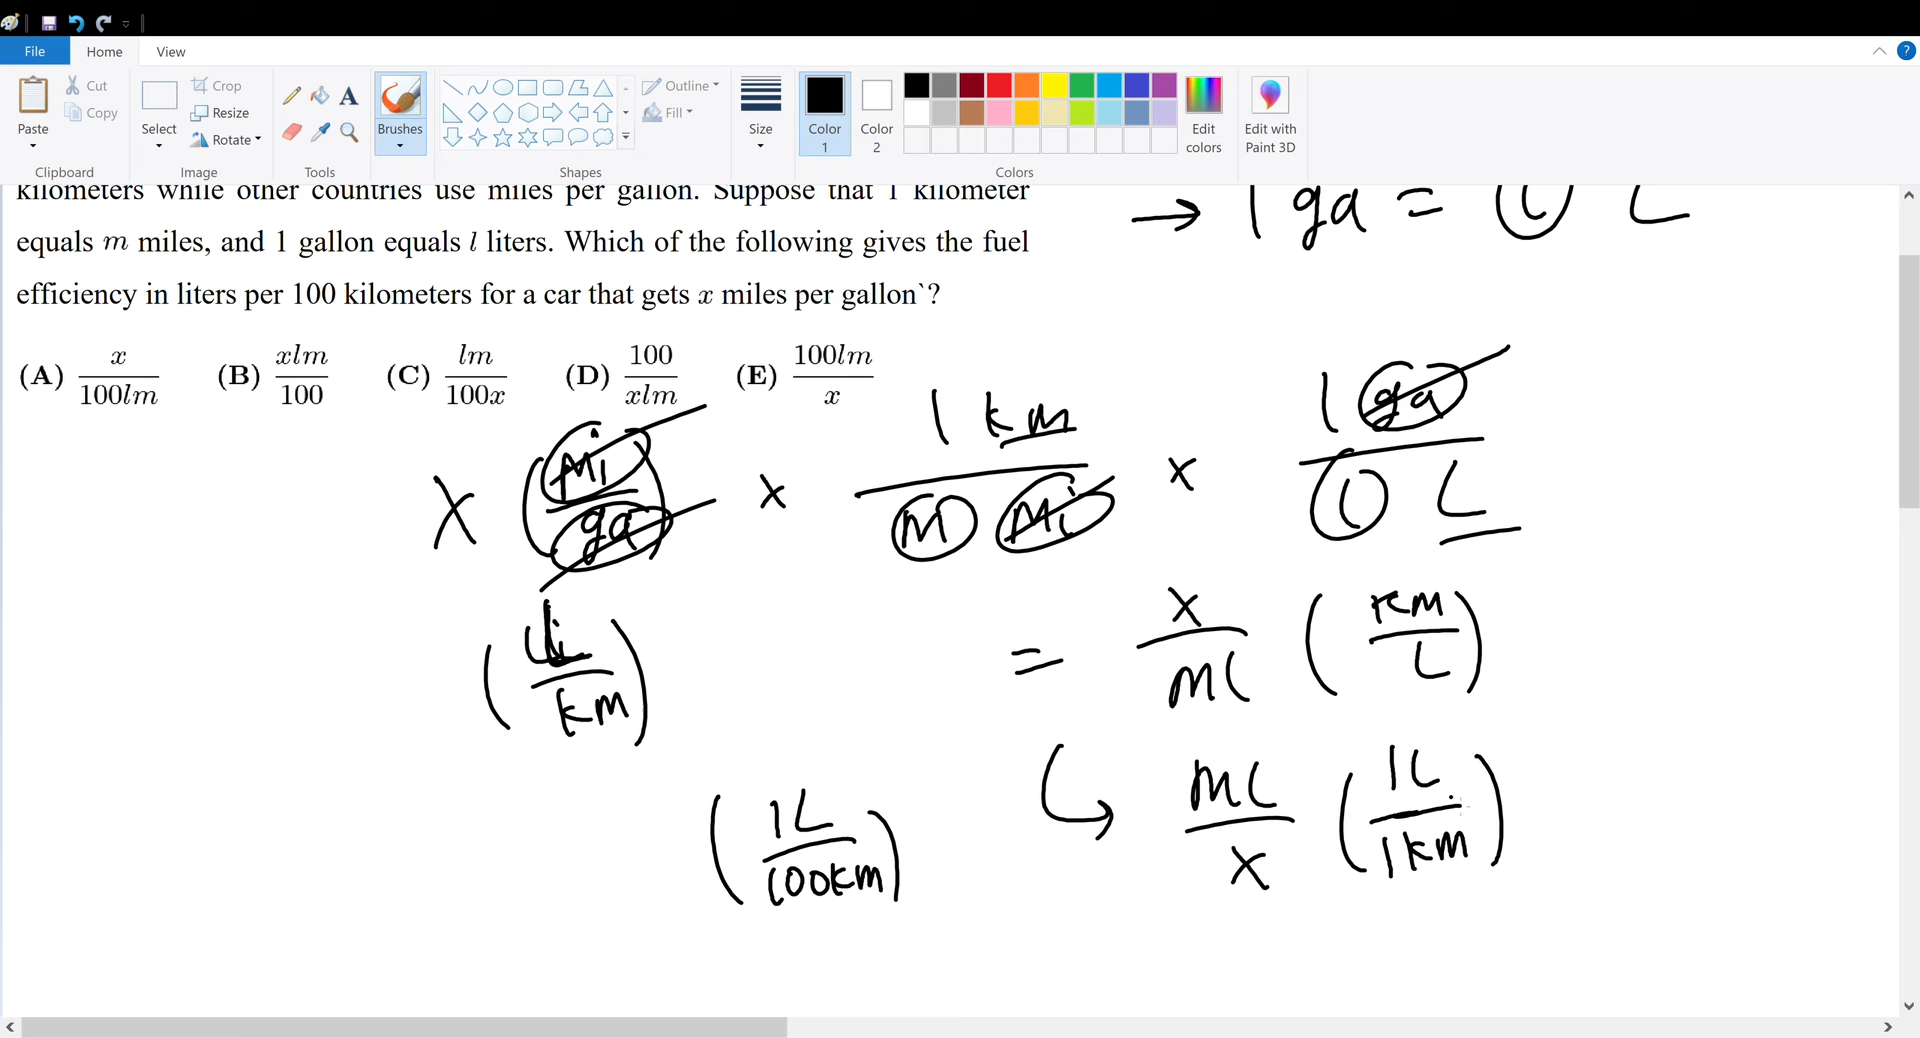 File Home View
Paste Cut Copy Select Crop Resize Rotate Brushes Outline Fill Size Color 1 Color 2 Edit colors Edit with Paint 3D
Clipboard Image Tools Shapes Colors
kilometers while other countries use miles per gallon. Suppose that 1 kilometer
equals m miles, and 1 gallon equals l liters. Which of the following gives the fuel
efficiency in liters per 100 kilometers for a car that gets x miles per gallon`?
(A) x/100lm (B) xlm/100 (C) lm/100x (D) 100/xlm (E) 100lm/x
→ 1 ga = l L
x (mi/ga) × 1 km/m mi × 1 ga/l L
= x/ml (km/L)
(km)
ml/x (1L/1km)
(1L/100km)